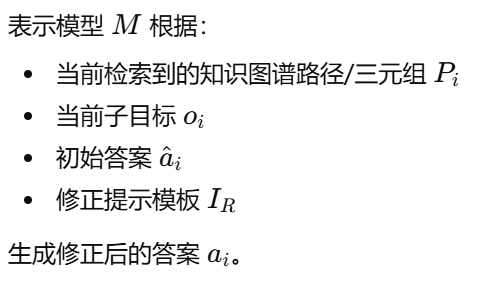 表示模型 M 根据：
• 当前检索到的知识图谱路径/三元组 Pᵢ
• 当前子目标 oᵢ
• 初始答案 âᵢ
• 修正提示模板 I_R
生成修正后的答案 aᵢ。